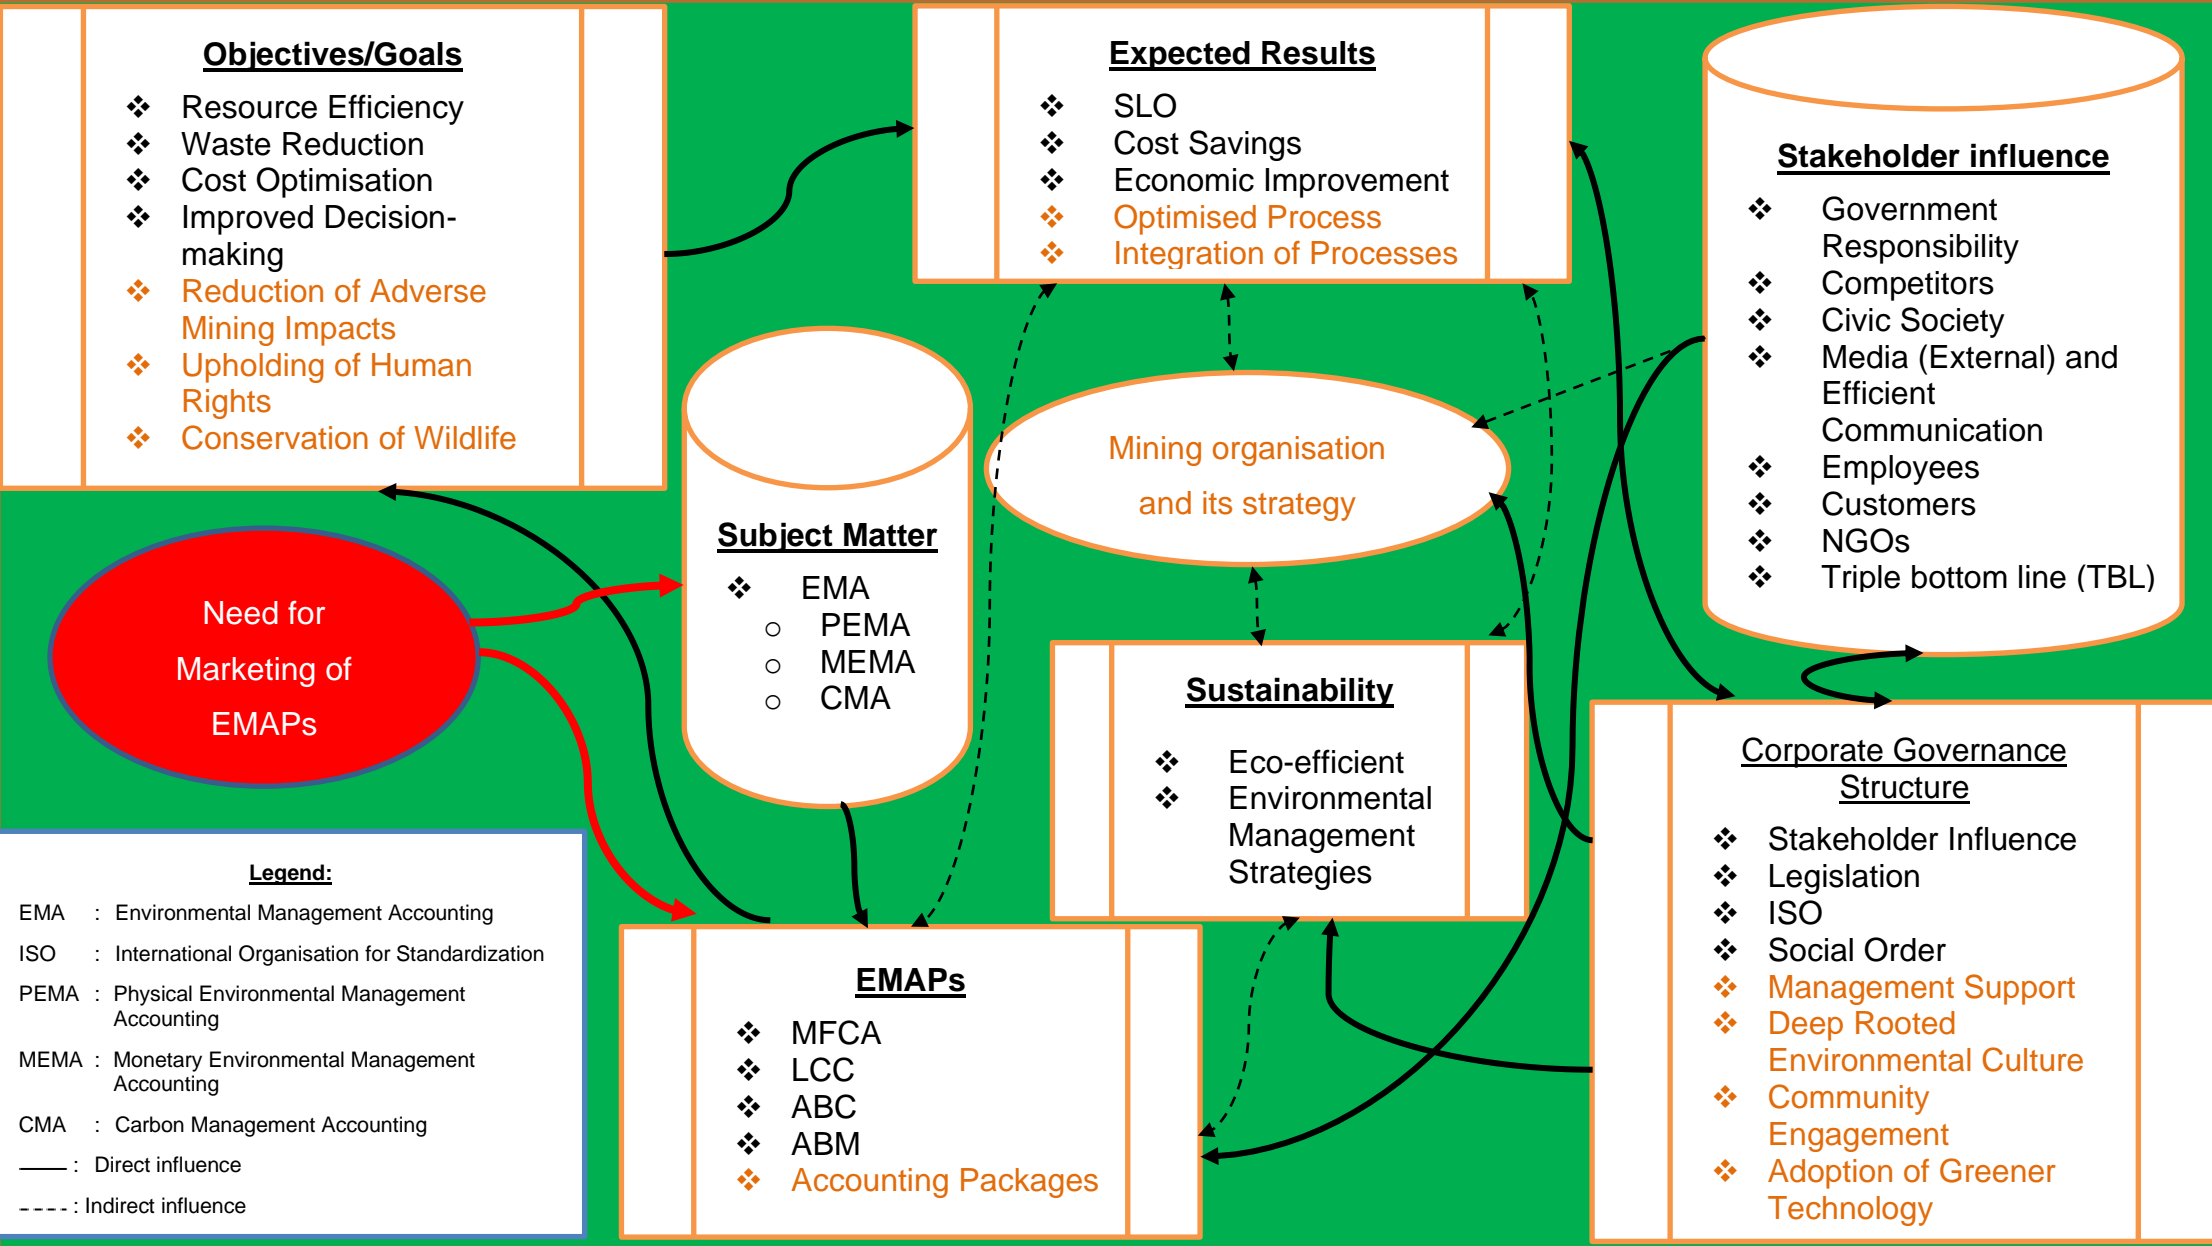 Objectives/Goals
❖ Resource Efficiency
❖ Waste Reduction
❖ Cost Optimisation
❖ Improved Decision-
making
❖ Reduction of Adverse
Mining Impacts
❖ Upholding of Human
Rights
❖ Conservation of Wildlife
Expected Results
❖ SLO
❖ Cost Savings
❖ Economic Improvement
❖ Optimised Process
❖ Integration of Processes
Stakeholder influence
❖ Government
Responsibility
❖ Competitors
❖ Civic Society
❖ Media (External) and
Efficient
Communication
❖ Employees
❖ Customers
❖ NGOs
❖ Triple bottom line (TBL)
Subject Matter
❖ EMA
o PEMA
o MEMA
o CMA
Mining organisation
and its strategy
Need for
Marketing of
EMAPs
Sustainability
❖ Eco-efficient
❖ Environmental
Management
Strategies
Corporate Governance
Structure
❖ Stakeholder Influence
❖ Legislation
❖ ISO
❖ Social Order
❖ Management Support
❖ Deep Rooted
Environmental Culture
❖ Community
Engagement
❖ Adoption of Greener
Technology
EMAPs
❖ MFCA
❖ LCC
❖ ABC
❖ ABM
❖ Accounting Packages
Legend:
EMA : Environmental Management Accounting
ISO : International Organisation for Standardization
PEMA : Physical Environmental Management
Accounting
MEMA : Monetary Environmental Management
Accounting
CMA : Carbon Management Accounting
: Direct influence
: Indirect influence